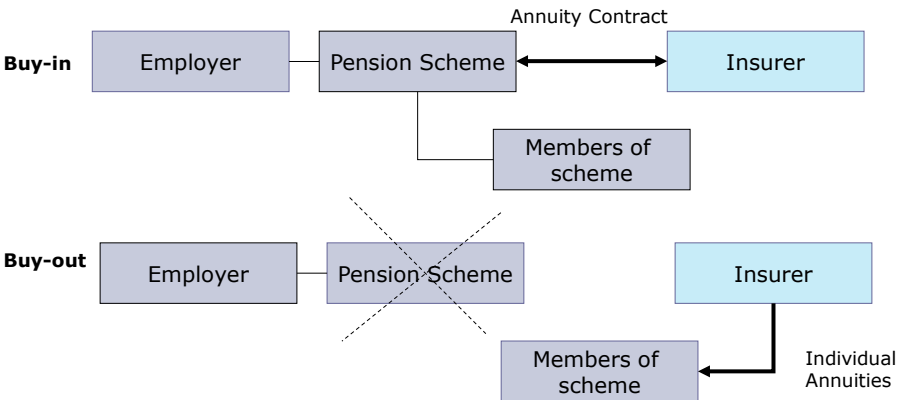 Annuity Contract
Buy-in
Employer
Pension Scheme
Insurer
Members of
scheme
Buy-out
Employer
Pension Scheme
Insurer
Members of
scheme
Individual
Annuities